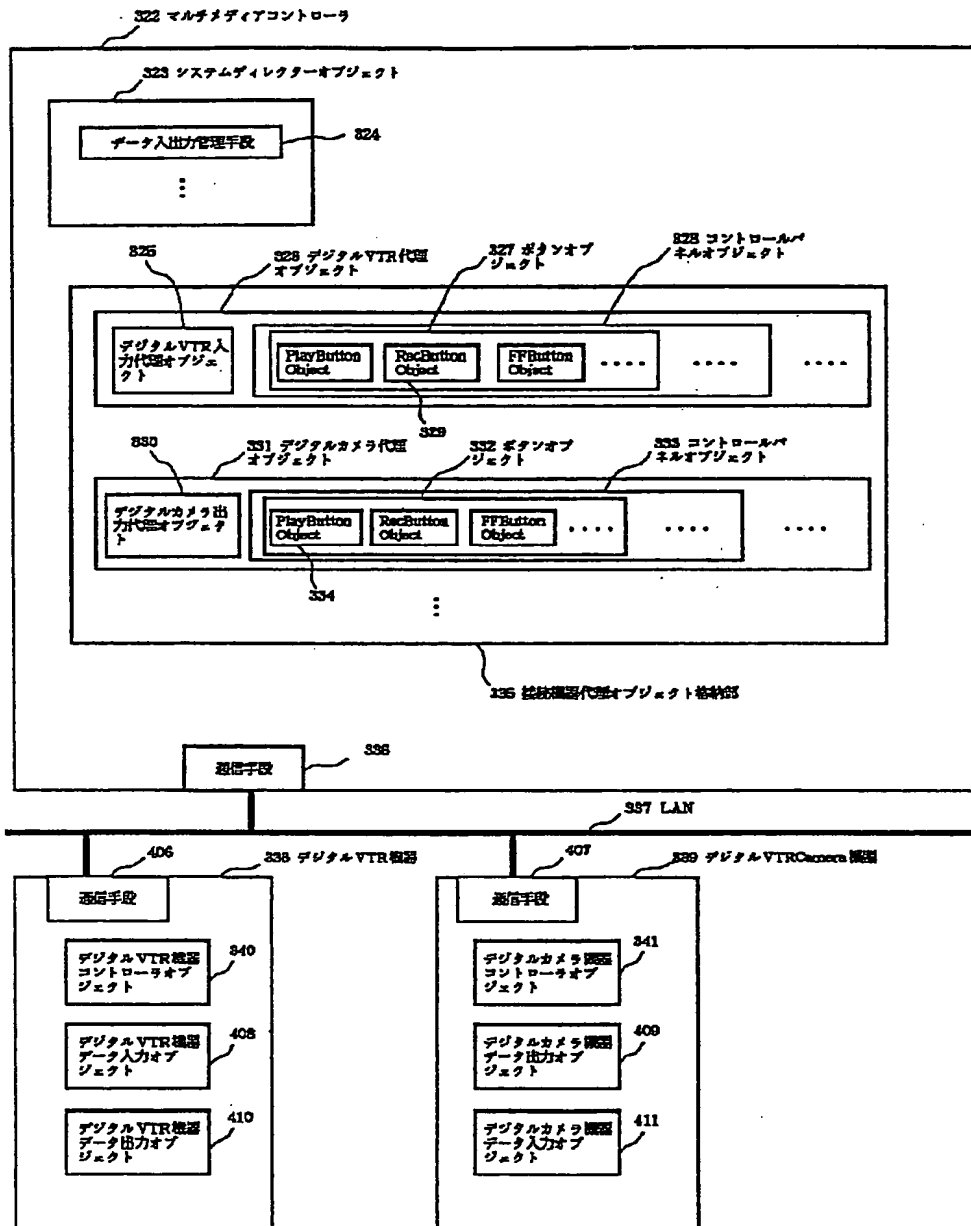 322 マルチメディアコントローラ
323 システムディレクターオブジェクト
データ入出力管理手段
324
325
326 デジタルVTR代理
オブジェクト
327 ボタンオブ
ジェクト
328 コントロールパ
ネルオブジェクト
デジタルVTR入
力代理オブジェ
クト
PlayButton
Object
RecButton
Object
FFButton
Object
329
330
331 デジタルカメラ代理
オブジェクト
332 ボタンオブ
ジェクト
333 コントロールパ
ネルオブジェクト
デジタルカメラ出
力代理オブジェク
ト
PlayButton
Object
RecButton
Object
FFButton
Object
334
335 接続機器代理オブジェクト格納部
通信手段
336
337 LAN
406
338 デジタルVTR機器
407
339 デジタルVTRCamera機器
通信手段
通信手段
デジタルVTR機器
コントローラオブ
ジェクト
340
デジタルカメラ機器
コントローラオブ
ジェクト
341
デジタルVTR機器
データ入力オブ
ジェクト
408
デジタルカメラ機器
データ出力オブ
ジェクト
409
デジタルVTR機器
データ出力オブ
ジェクト
410
デジタルカメラ機器
データ入力オブ
ジェクト
411